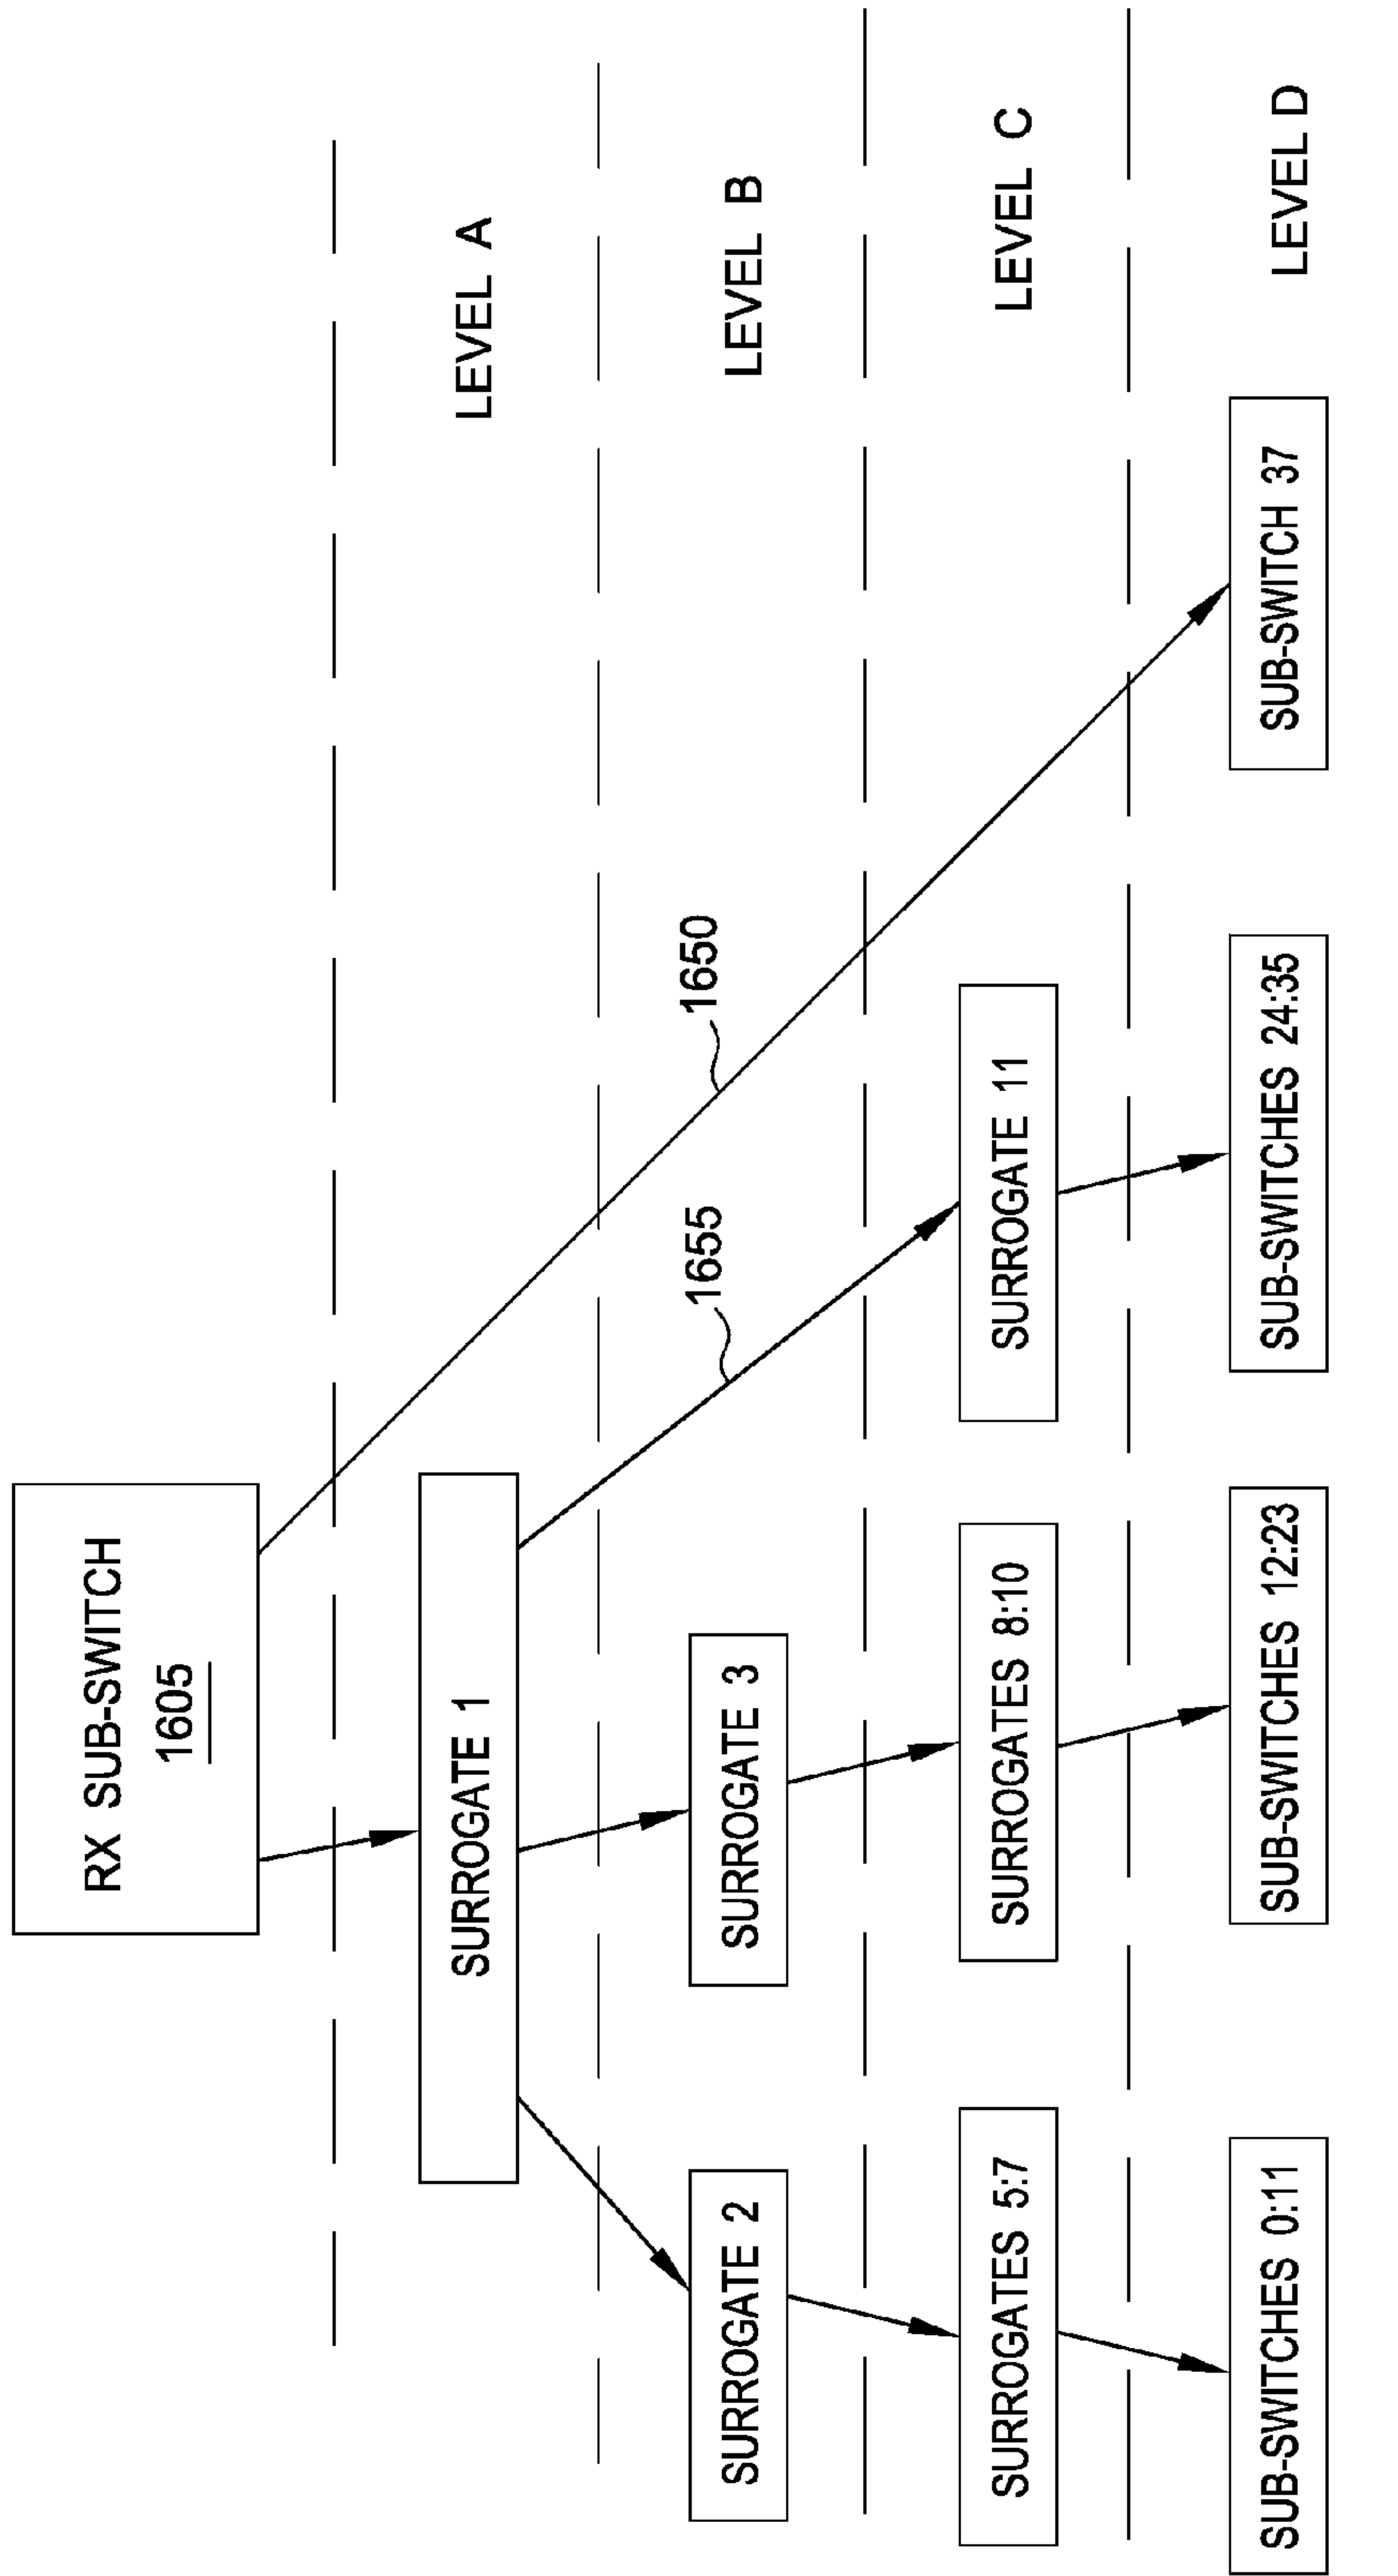 RX SUB-SWITCH
1605
SURROGATE 1
LEVEL A
1655
1650
SURROGATE 2
SURROGATE 3
LEVEL B
SURROGATES 5:7
SURROGATES 8:10
SURROGATE 11
LEVEL C
SUB-SWITCHES 0:11
SUB-SWITCHES 12:23
SUB-SWITCHES 24:35
SUB-SWITCH 37
LEVEL D